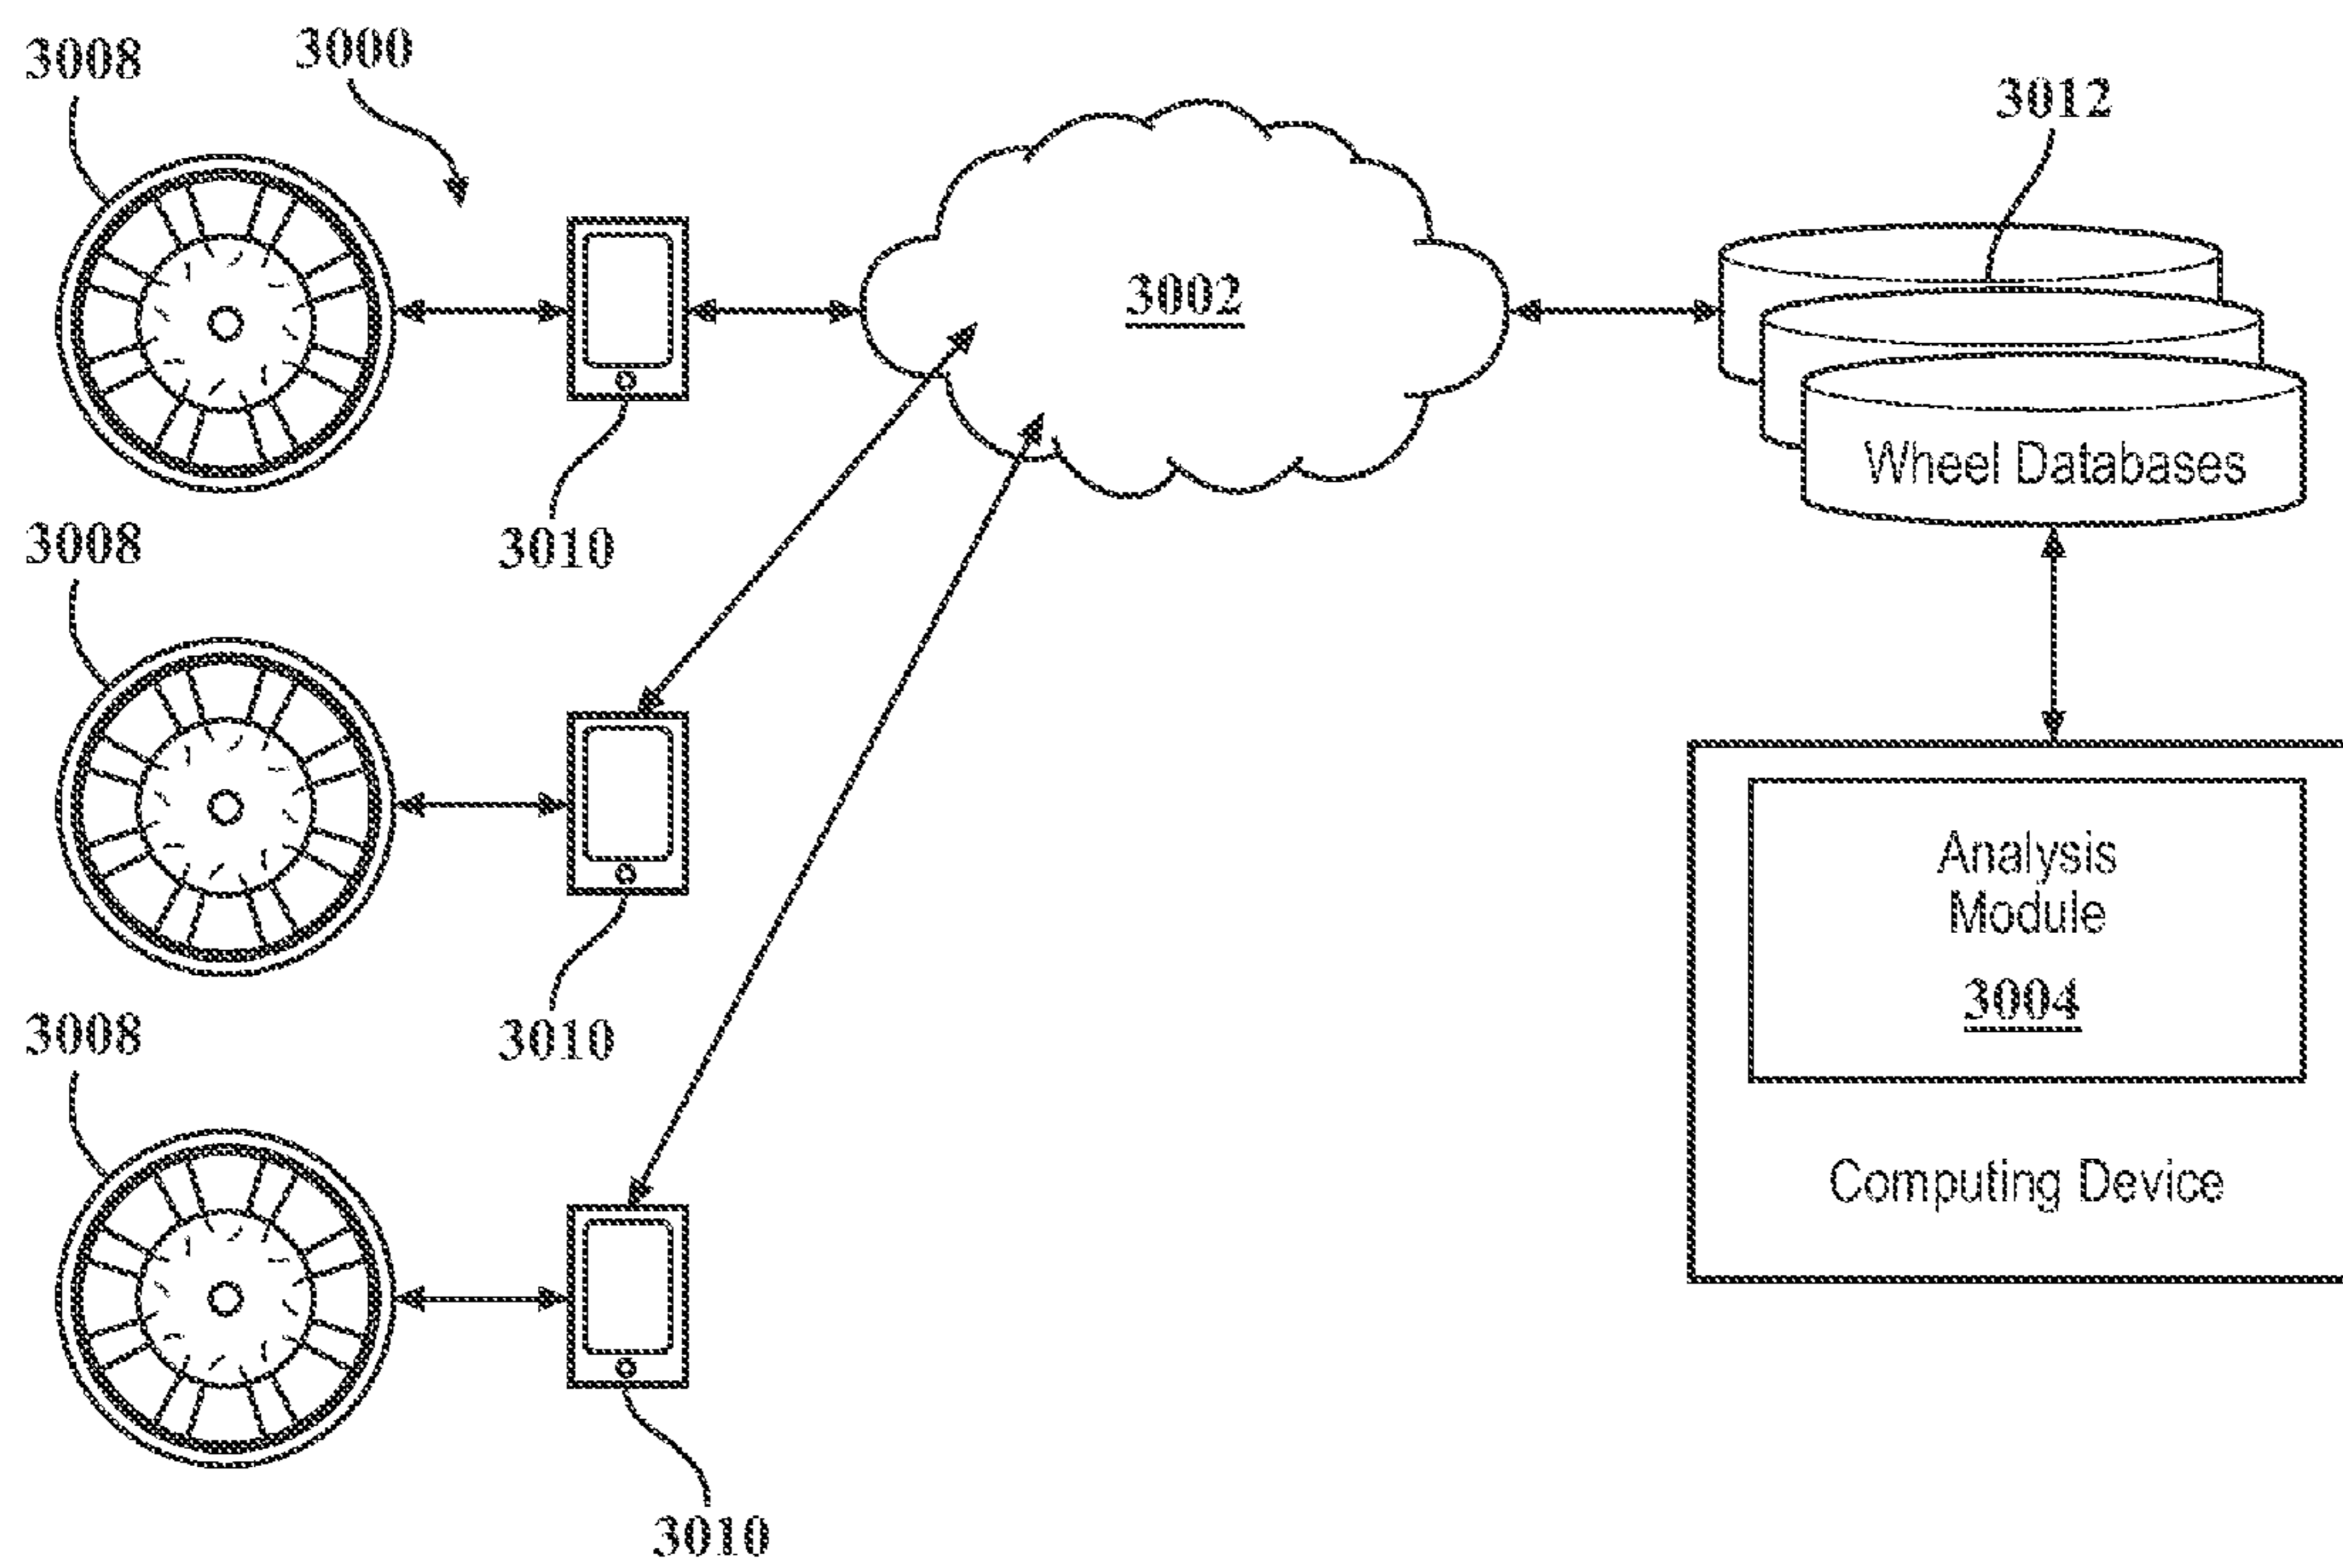 3008
3000
3012
3002
Wheel Databases
3010
3008
Analysis
Module
3004
3010
3008
Computing Device
3010